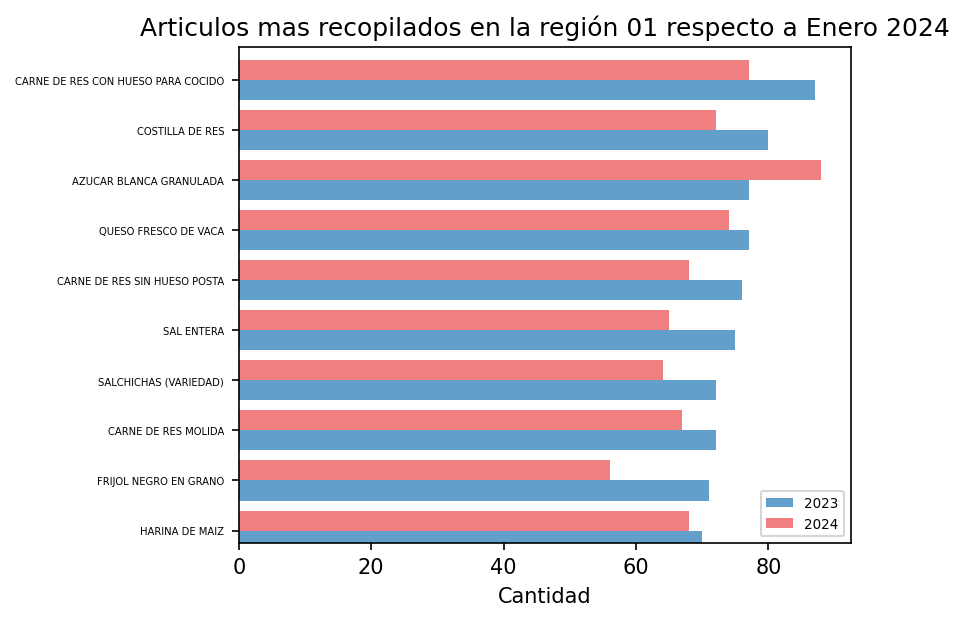 Articulos mas recopilados en la región 01 respecto a Enero 2024
CARNE DE RES CON HUESO PARA COCIDO
COSTILLA DE RES
AZUCAR BLANCA GRANULADA
QUESO FRESCO DE VACA
CARNE DE RES SIN HUESO POSTA
SAL ENTERA
SALCHICHAS (VARIEDAD)
CARNE DE RES MOLIDA
FRIJOL NEGRO EN GRANO
HARINA DE MAIZ
2023
2024
0 20 40 60 80
Cantidad